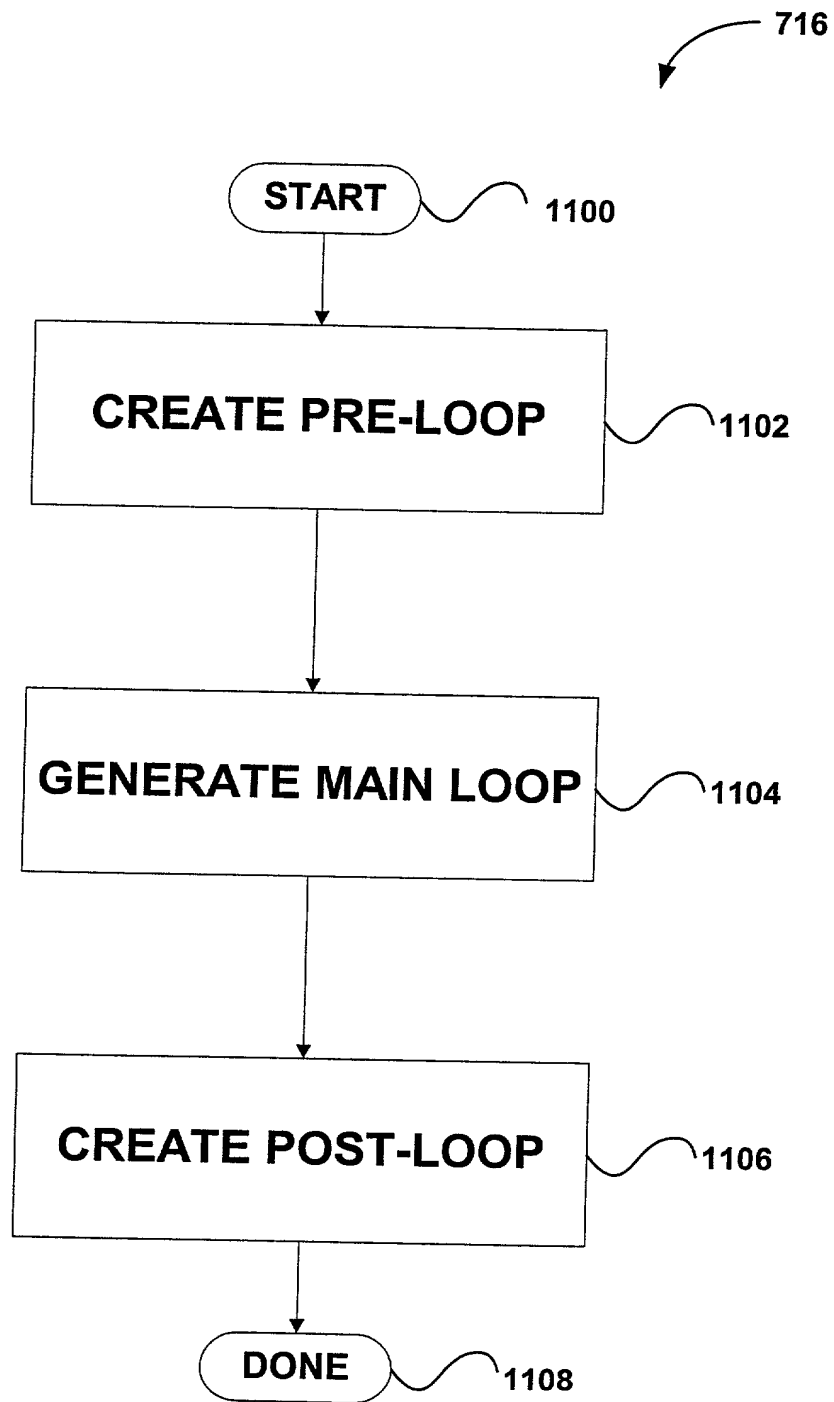 716
START
1100
CREATE PRE-LOOP
1102
GENERATE MAIN LOOP
1104
CREATE POST-LOOP
1106
DONE
1108